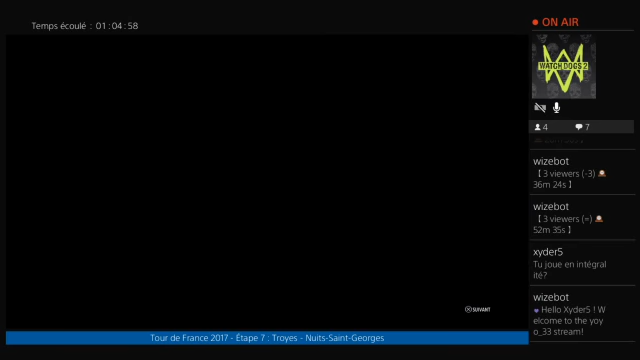 Temps écoulé : 01:04:58
ON AIR
WATCH DOGS 2
4 7
wizebot
【 3 viewers (-3)
36m 24s 】
wizebot
【 3 viewers (=)
52m 35s 】
xyder5
Tu joue en intégral
ité?
wizebot
Hello Xyder5 ! W
elcome to the yoy
o_33 stream!
SUIVANT
Tour de France 2017 - Étape 7 : Troyes - Nuits-Saint-Georges